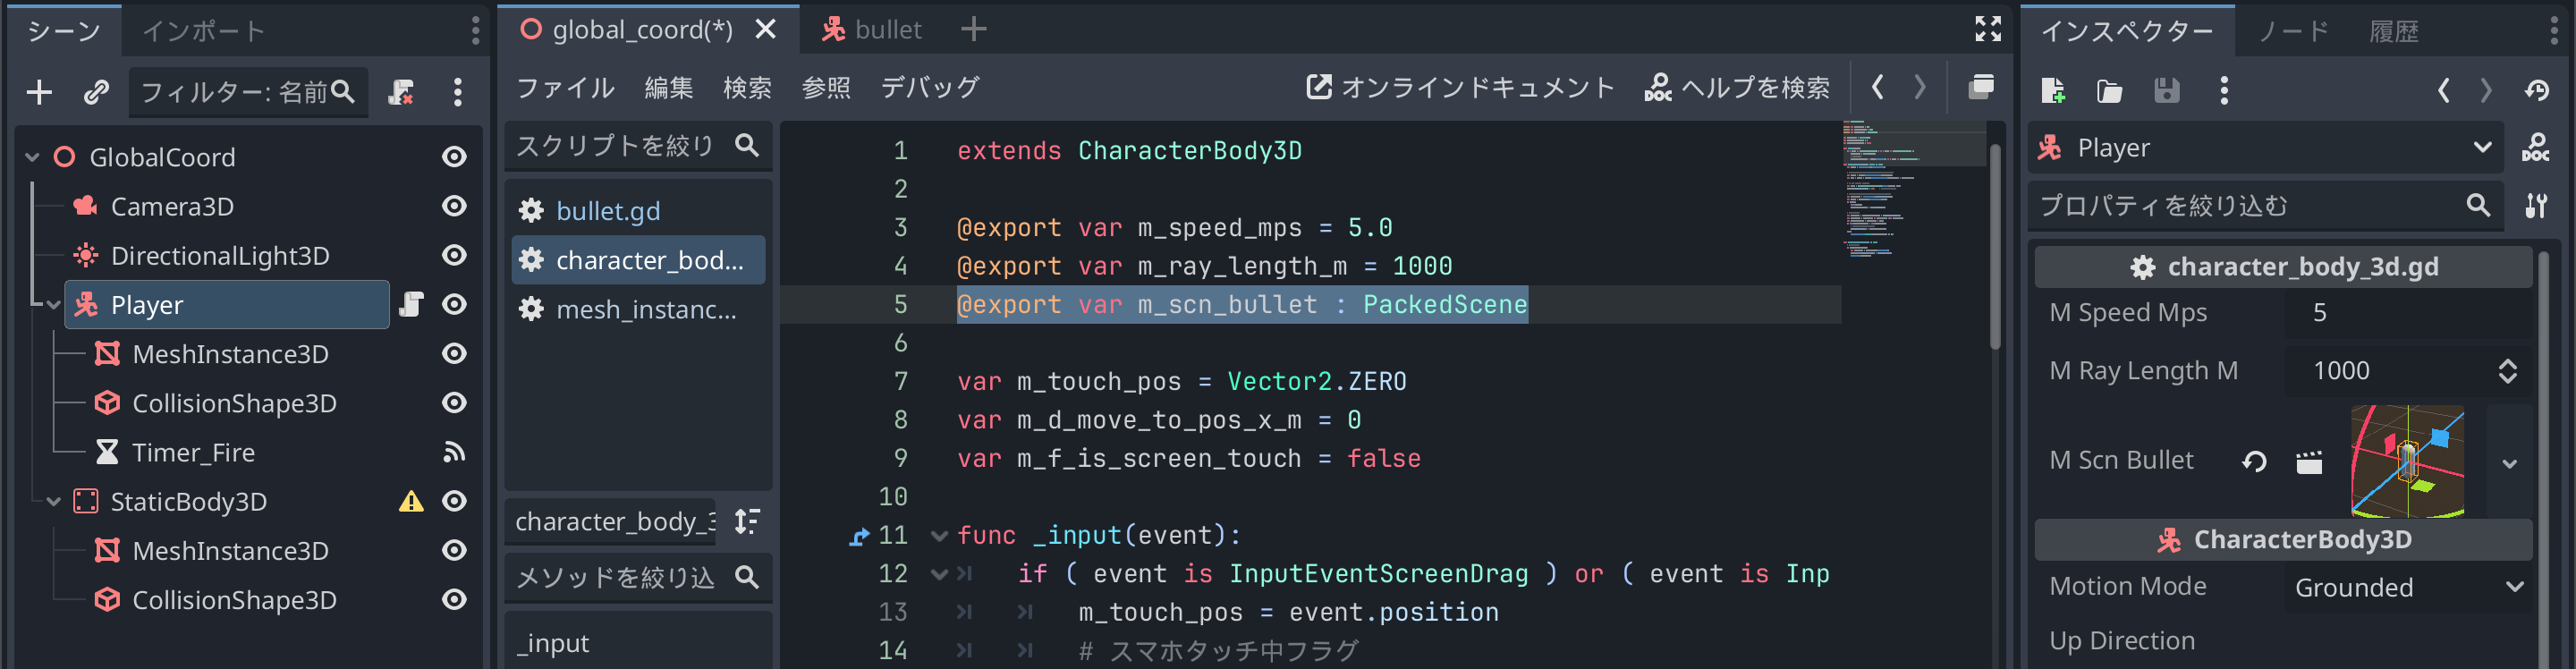 シーン
インポート
フィルター: 名前
GlobalCoord
Camera3D
DirectionalLight3D
Player
MeshInstance3D
CollisionShape3D
Timer_Fire
StaticBody3D
MeshInstance3D
CollisionShape3D
global_coord(*)
bullet
ファイル 編集 検索 参照 デバッグ
オンラインドキュメント
DOC ヘルプを検索
スクリプトを絞り
bullet.gd
character_bod...
mesh_instanc...
character_body_3
メソッドを絞り込
_input
1 extends CharacterBody3D
2
3 @export var m_speed_mps = 5.0
4 @export var m_ray_length_m = 1000
5 @export var m_scn_bullet : PackedScene
6
7 var m_touch_pos = Vector2.ZERO
8 var m_d_move_to_pos_x_m = 0
9 var m_f_is_screen_touch = false
10
11 func _input(event):
12 if ( event is InputEventScreenDrag ) or ( event is Inp
13 m_touch_pos = event.position
14 # スマホタッチ中フラグ
インスペクター
ノード
履歴
Player
DOC
プロパティを絞り込む
character_body_3d.gd
M Speed Mps 5
M Ray Length M 1000
M Scn Bullet
CharacterBody3D
Motion Mode Grounded
Up Direction